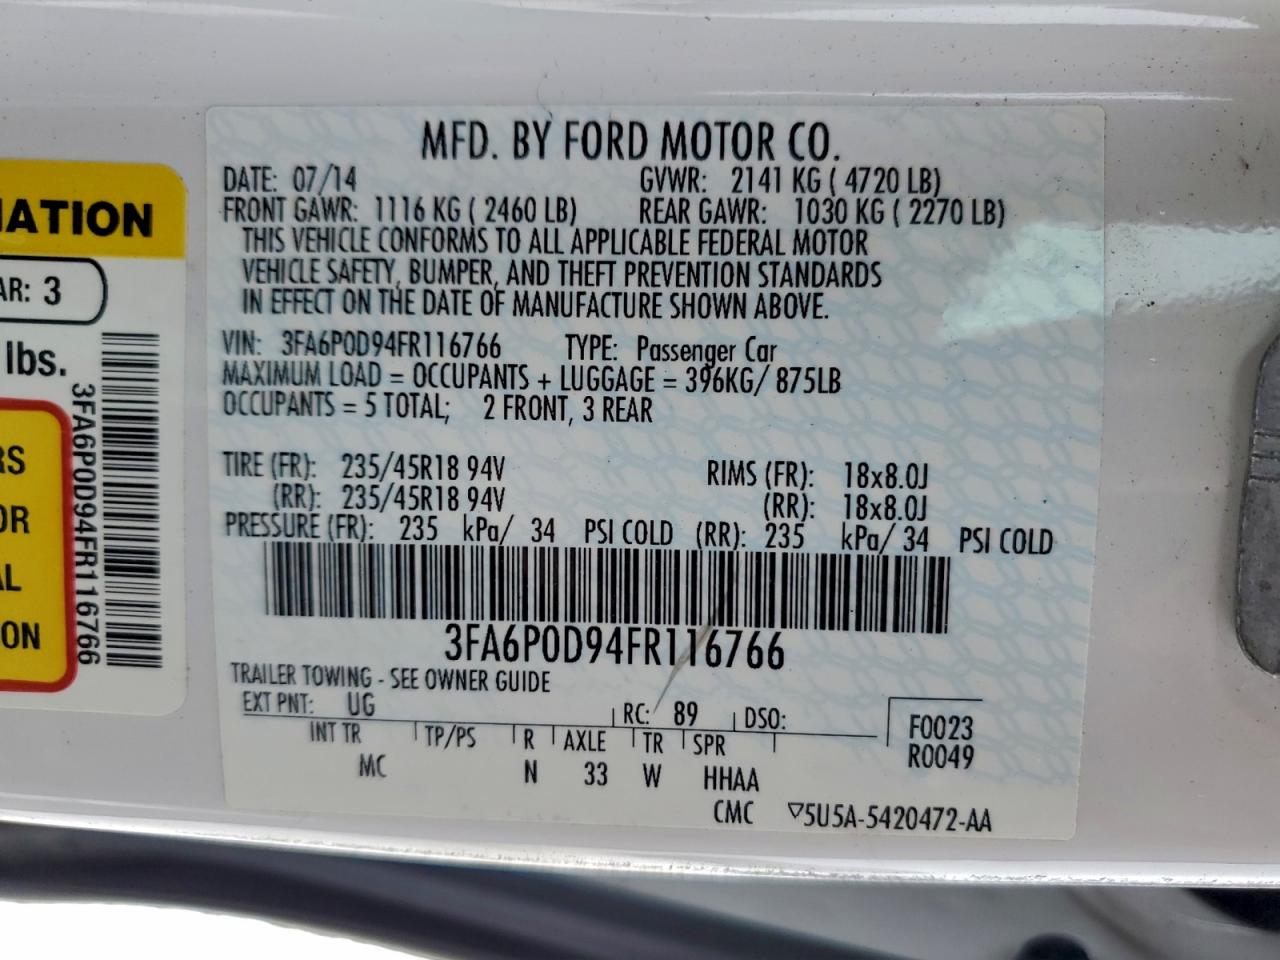 MFD. BY FORD MOTOR CO.
DATE: 07/14 GVWR: 2141 KG ( 4720 LB)
FRONT GAWR: 1116 KG ( 2460 LB) REAR GAWR: 1030 KG ( 2270 LB)
THIS VEHICLE CONFORMS TO ALL APPLICABLE FEDERAL MOTOR
VEHICLE SAFETY, BUMPER, AND THEFT PREVENTION STANDARDS
IN EFFECT ON THE DATE OF MANUFACTURE SHOWN ABOVE.
VIN: 3FA6P0D94FR116766 TYPE: Passenger Car
MAXIMUM LOAD = OCCUPANTS + LUGGAGE = 396KG/ 875LB
OCCUPANTS = 5 TOTAL; 2 FRONT, 3 REAR
TIRE (FR): 235/45R18 94V RIMS (FR): 18x8.0J
(RR): 235/45R18 94V (RR): 18x8.0J
PRESSURE (FR): 235 kPa/ 34 PSI COLD (RR): 235 kPa/ 34 PSI COLD
3FA6P0D94FR116766
TRAILER TOWING - SEE OWNER GUIDE
EXT PNT: UG RC: 89 DSO: F0023
INT TR TP/PS R AXLE TR SPR R0049
MC N 33 W HHAA
CMC ▽5U5A-5420472-AA
MATION
AR: 3
lbs.
RS
OR
AL
ON
3FA6P0D94FR116766